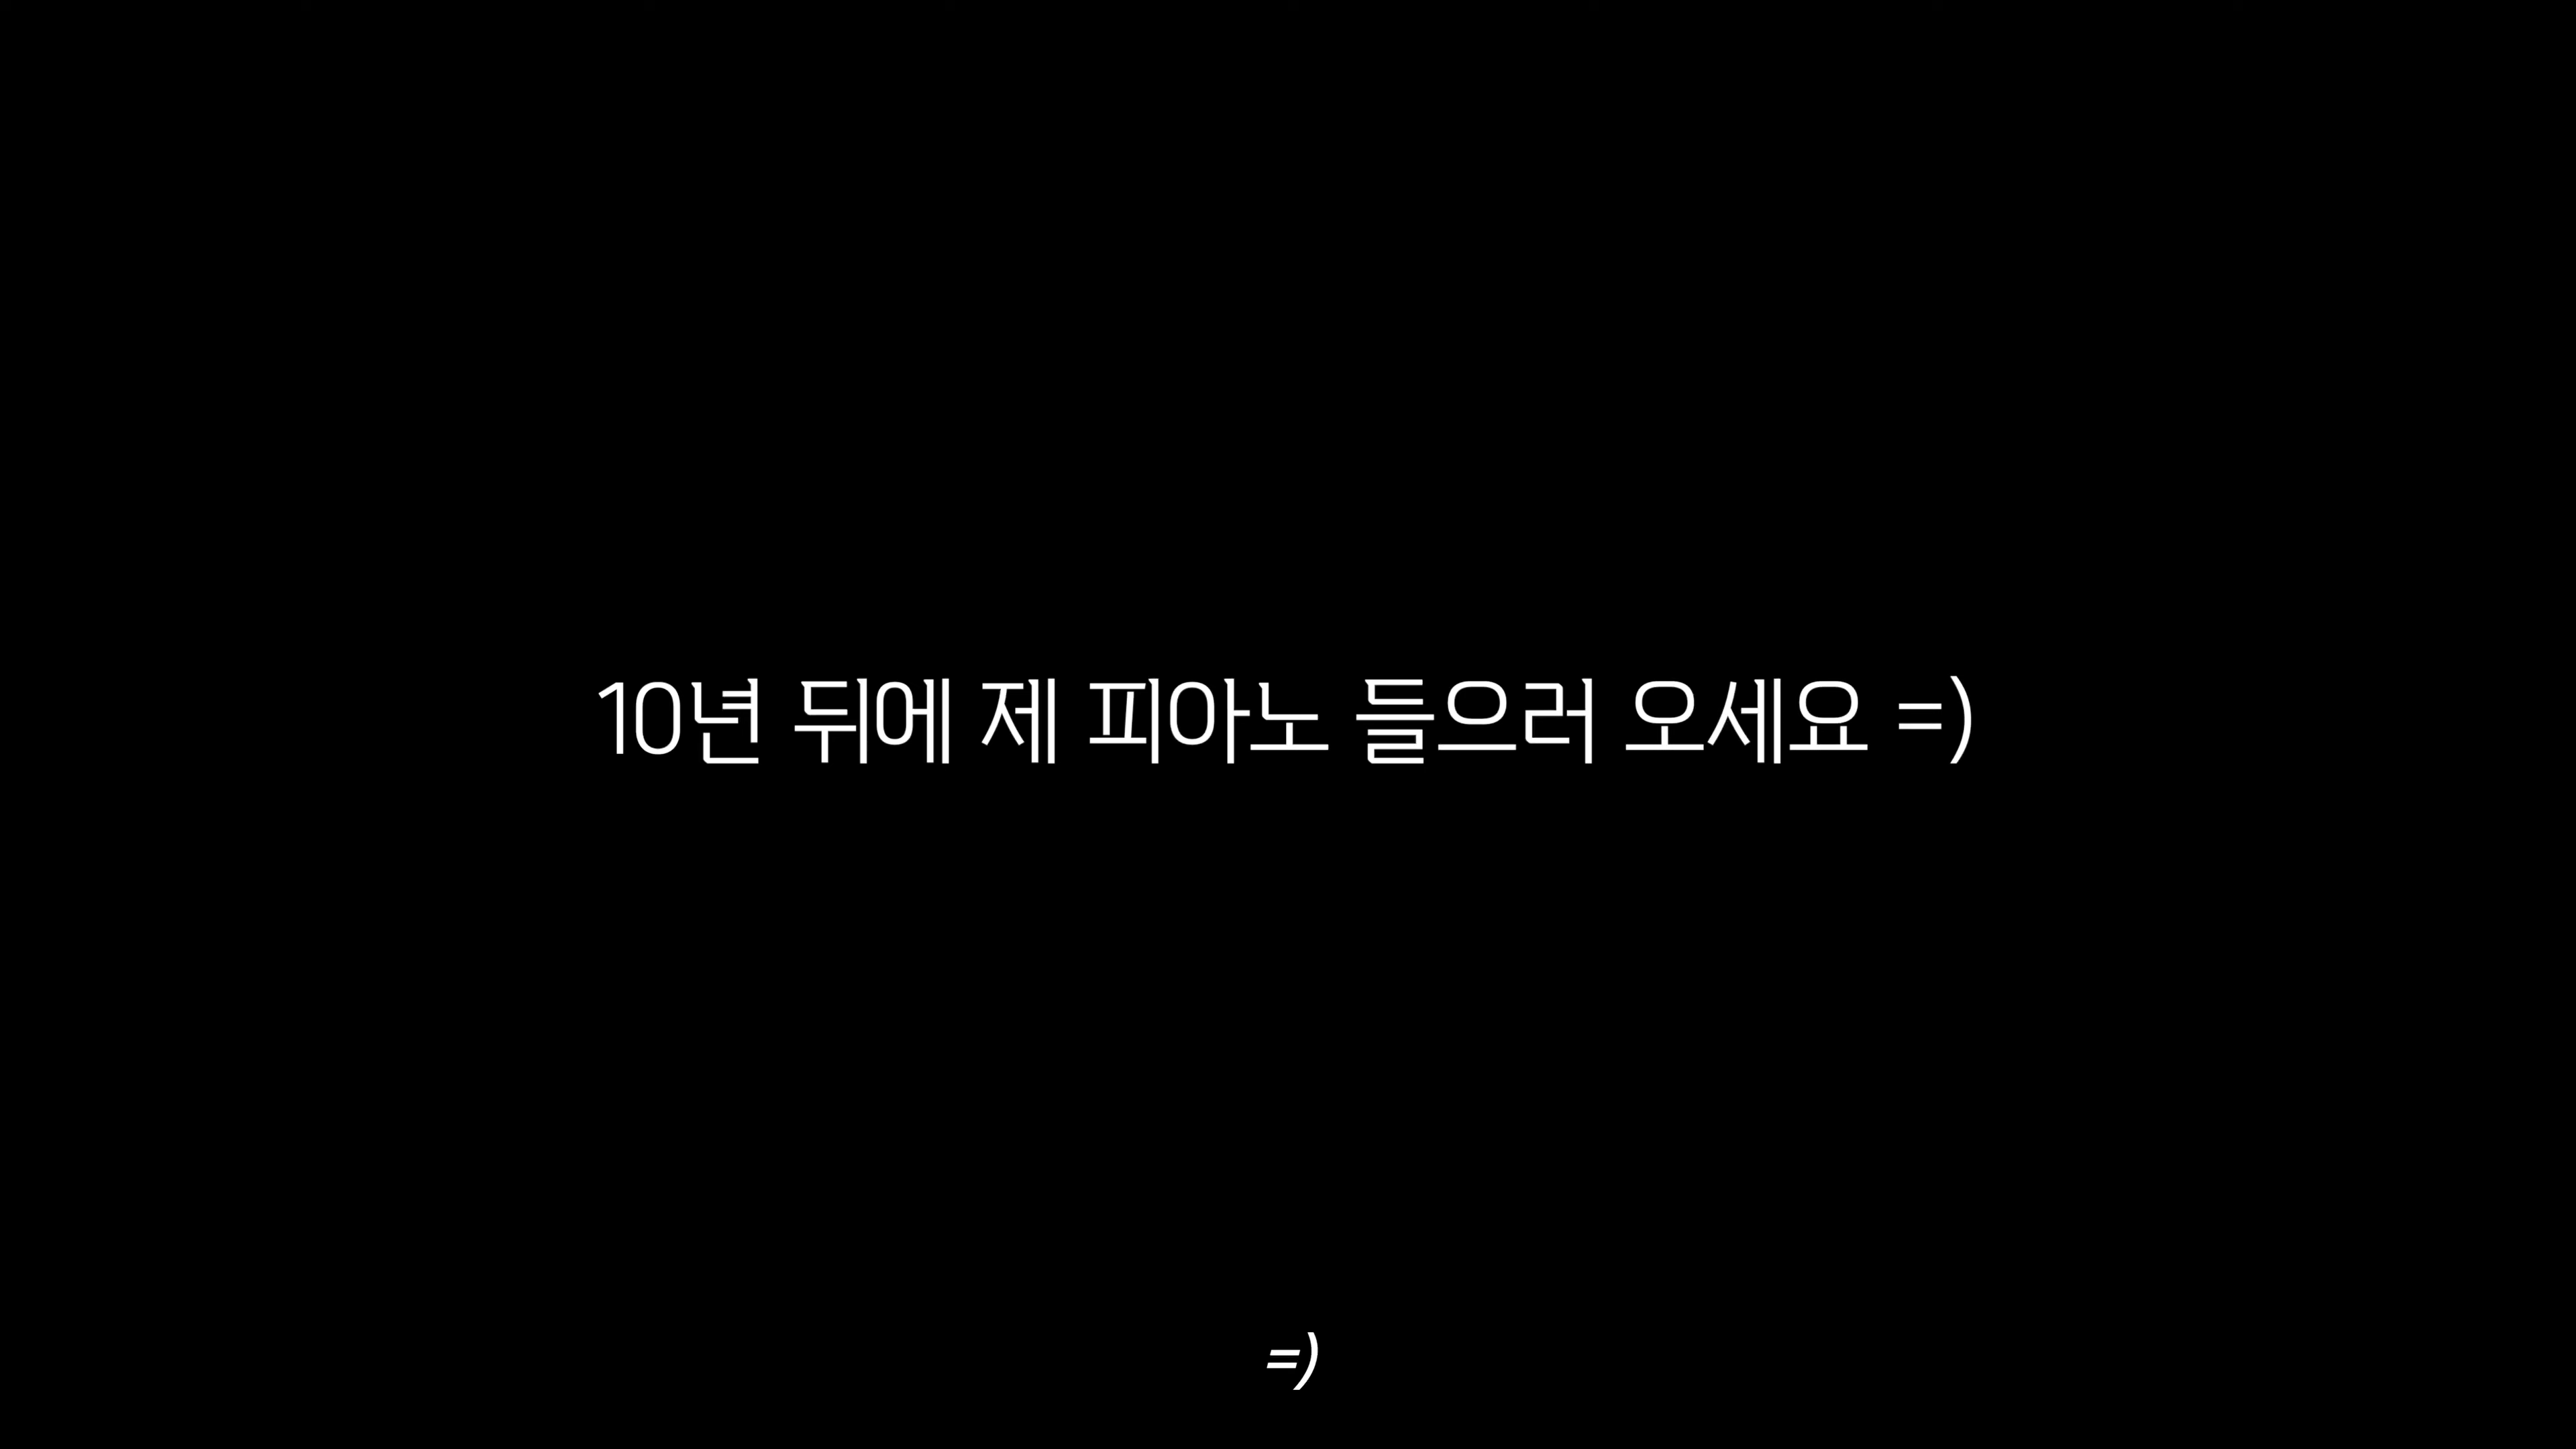 10년 뒤에 제 피아노 들으러 오세요 =)
=)